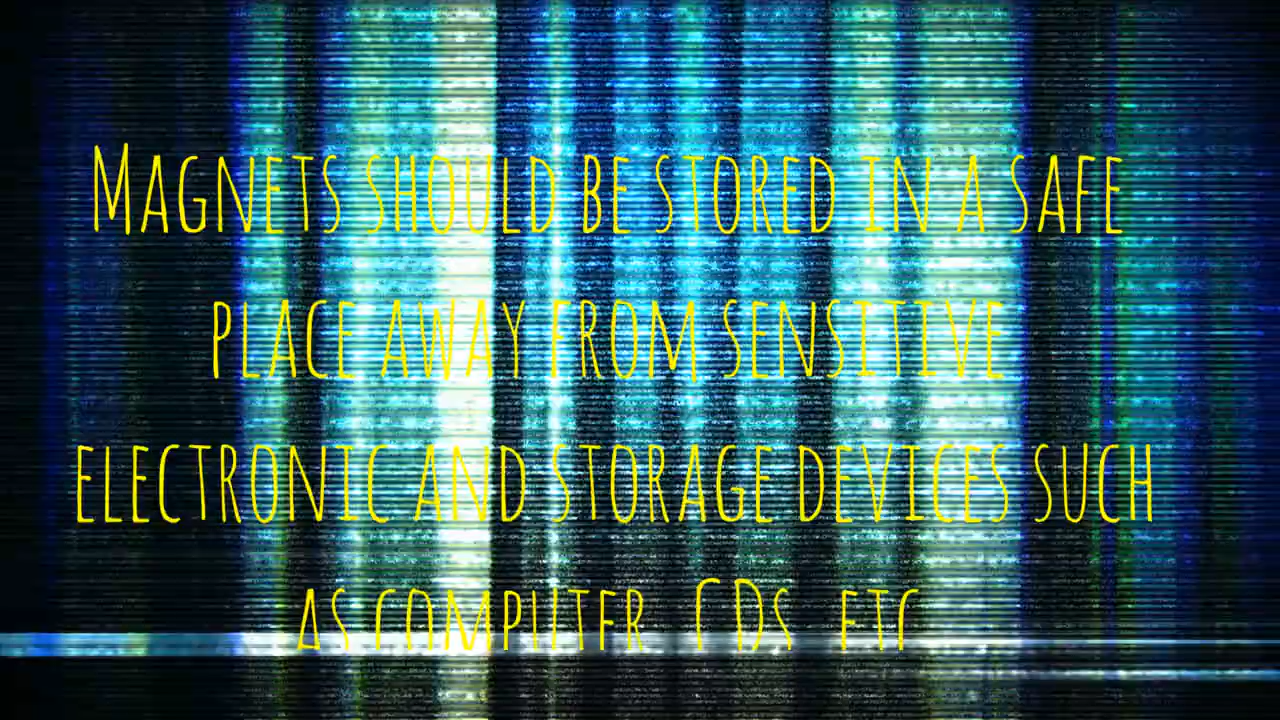 Magnets should be stored in a safe
place away from sensitive
electronic and storage devices such
as computer, CDs, etc